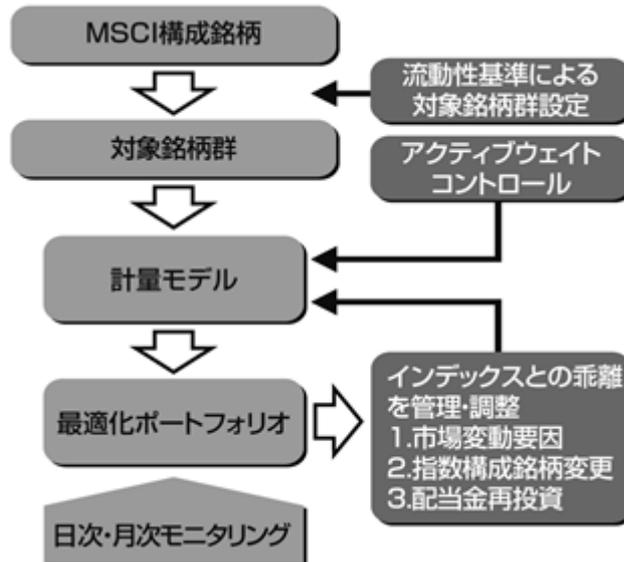 MSCI構成銘柄
流動性基準による
対象銘柄群設定
対象銘柄群
アクティブウェイト
コントロール
計量モデル
最適化ポートフォリオ
インデックスとの乖離
を管理・調整
1.市場変動要因
2.指数構成銘柄変更
3.配当金再投資
日次・月次モニタリング